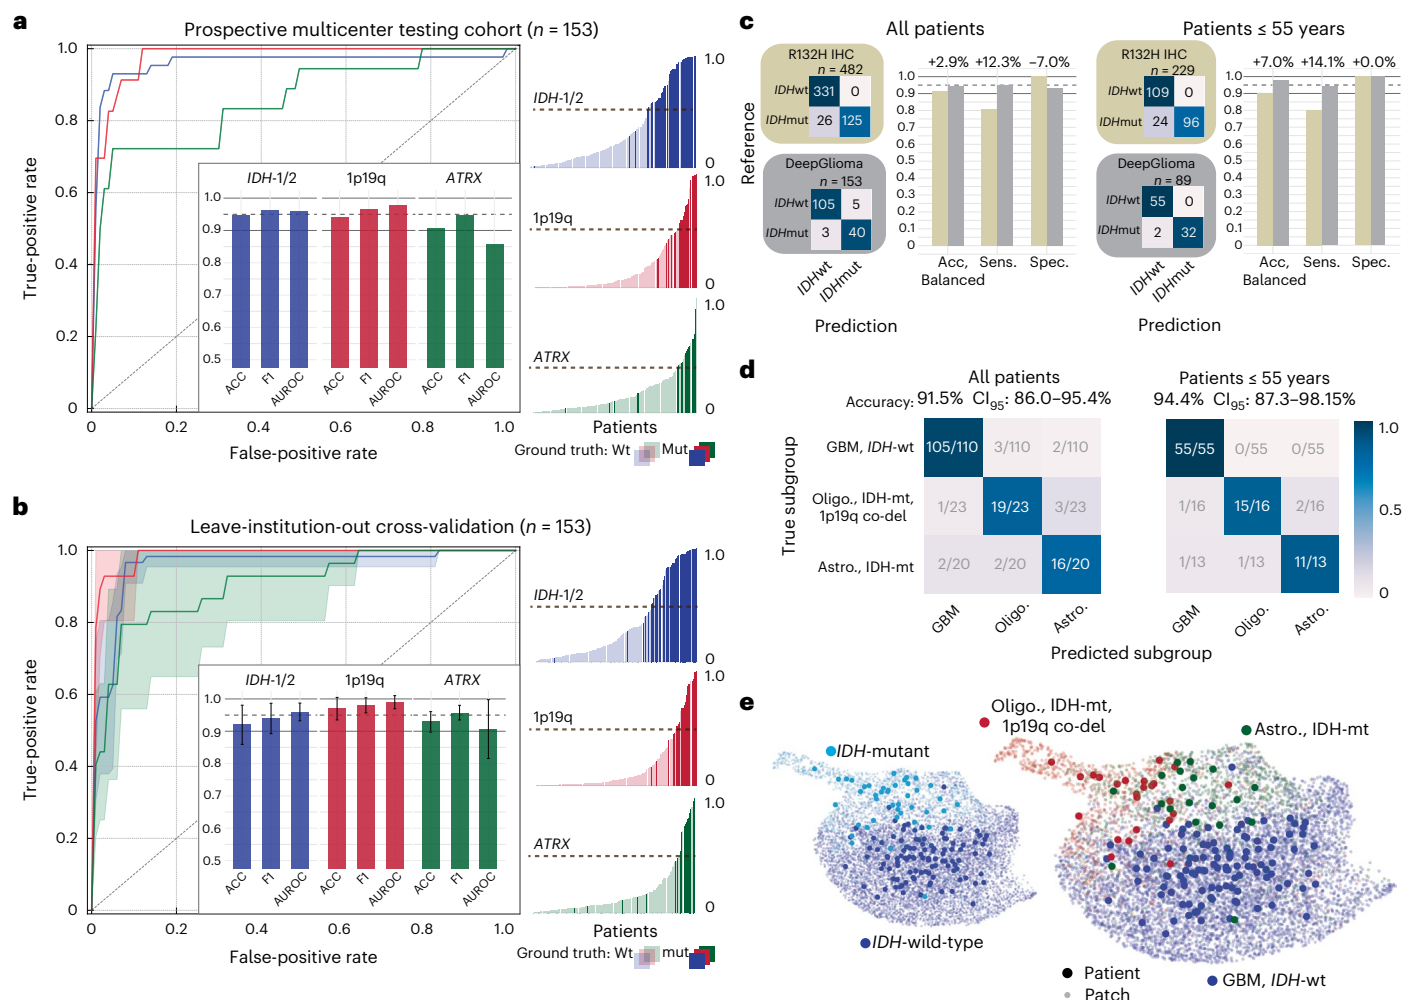 a
Prospective multicenter testing cohort (n = 153)
True-positive rate
1.0
0.8
0.6
0.4
0.2
0
0
0.2
0.4
0.6
0.8
1.0
False-positive rate
IDH-1/2
1p19q
ATRX
1.0
0.9
0.8
0.7
0.6
0.5
ACC
F1
AUROC
ACC
F1
AUROC
ACC
F1
AUROC
1.0
IDH-1/2
0
1.0
1p19q
0
1.0
ATRX
0
Patients
Ground truth: Wt Mut
b
Leave-institution-out cross-validation (n = 153)
True-positive rate
1.0
0.8
0.6
0.4
0.2
0
0
0.2
0.4
0.6
0.8
1.0
False-positive rate
IDH-1/2
1p19q
ATRX
1.0
0.9
0.8
0.7
0.6
0.5
ACC
F1
AUROC
ACC
F1
AUROC
ACC
F1
AUROC
1.0
IDH-1/2
0
1.0
1p19q
0
1.0
ATRX
0
Patients
Ground truth: Wt mut
c
All patients
Reference
R132H IHC
n = 482
IDHwt 331 0
IDHmut 26 125
DeepGlioma
n = 153
IDHwt 105 5
IDHmut 3 40
IDHwt
IDHmut
Prediction
+2.9% +12.3% −7.0%
1.0
0.9
0.8
0.7
0.6
0.5
0.4
0.3
0.2
0.1
0
Acc, Sens. Spec.
Balanced
Patients ≤ 55 years
R132H IHC
n = 229
IDHwt 109 0
IDHmut 24 96
DeepGlioma
n = 89
IDHwt 55 0
IDHmut 2 32
IDHwt
IDHmut
Prediction
+7.0% +14.1% +0.0%
1.0
0.9
0.8
0.7
0.6
0.5
0.4
0.3
0.2
0.1
0
Acc, Sens. Spec.
Balanced
d
All patients
Accuracy: 91.5% CI95: 86.0–95.4%
True subgroup
GBM, IDH-wt
105/110 3/110 2/110
Oligo., IDH-mt,
1p19q co-del
1/23 19/23 3/23
Astro., IDH-mt
2/20 2/20 16/20
GBM
Oligo.
Astro.
Patients ≤ 55 years
94.4% CI95: 87.3–98.15%
55/55 0/55 0/55
1/16 15/16 2/16
1/13 1/13 11/13
GBM
Oligo.
Astro.
1.0
0.5
0
Predicted subgroup
e
IDH-mutant
IDH-wild-type
Oligo., IDH-mt,
1p19q co-del
Astro., IDH-mt
Patient
Patch
GBM, IDH-wt